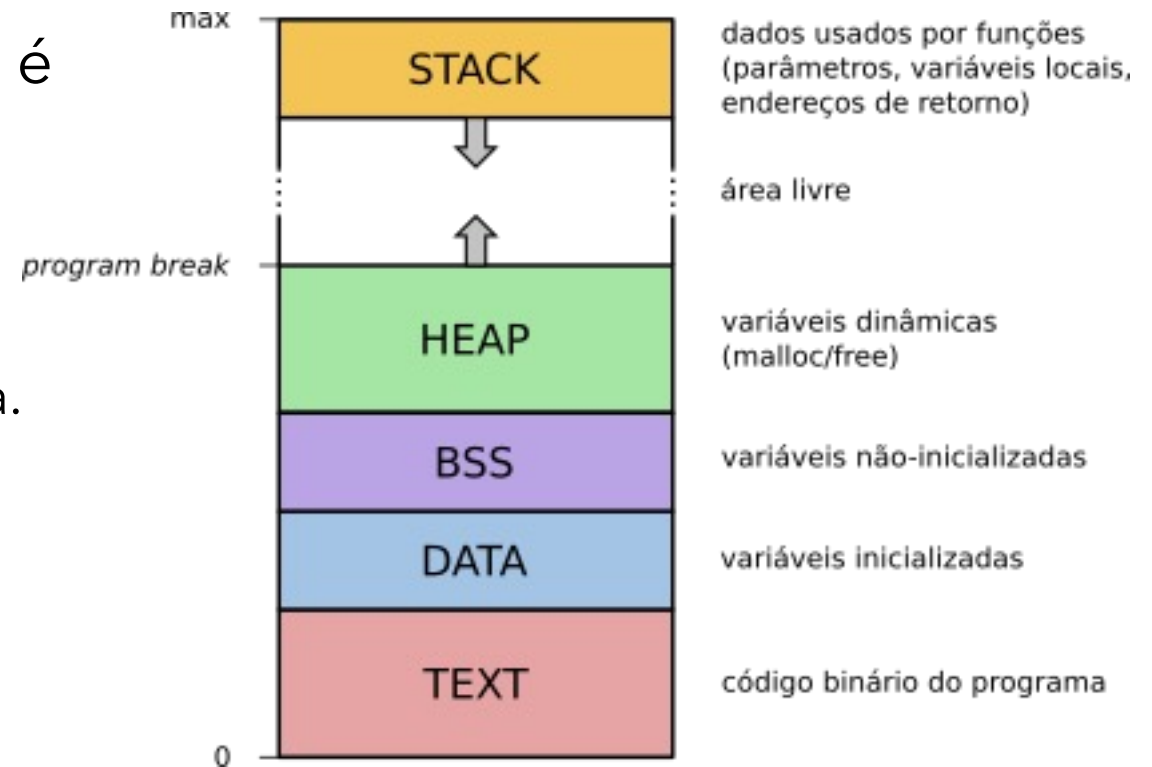 é
max
STACK
dados usados por funções
(parâmetros, variáveis locais,
endereços de retorno)
área livre
program break
HEAP
variáveis dinâmicas
(malloc/free)
a.
BSS
variáveis não-inicializadas
DATA
variáveis inicializadas
TEXT
código binário do programa
0